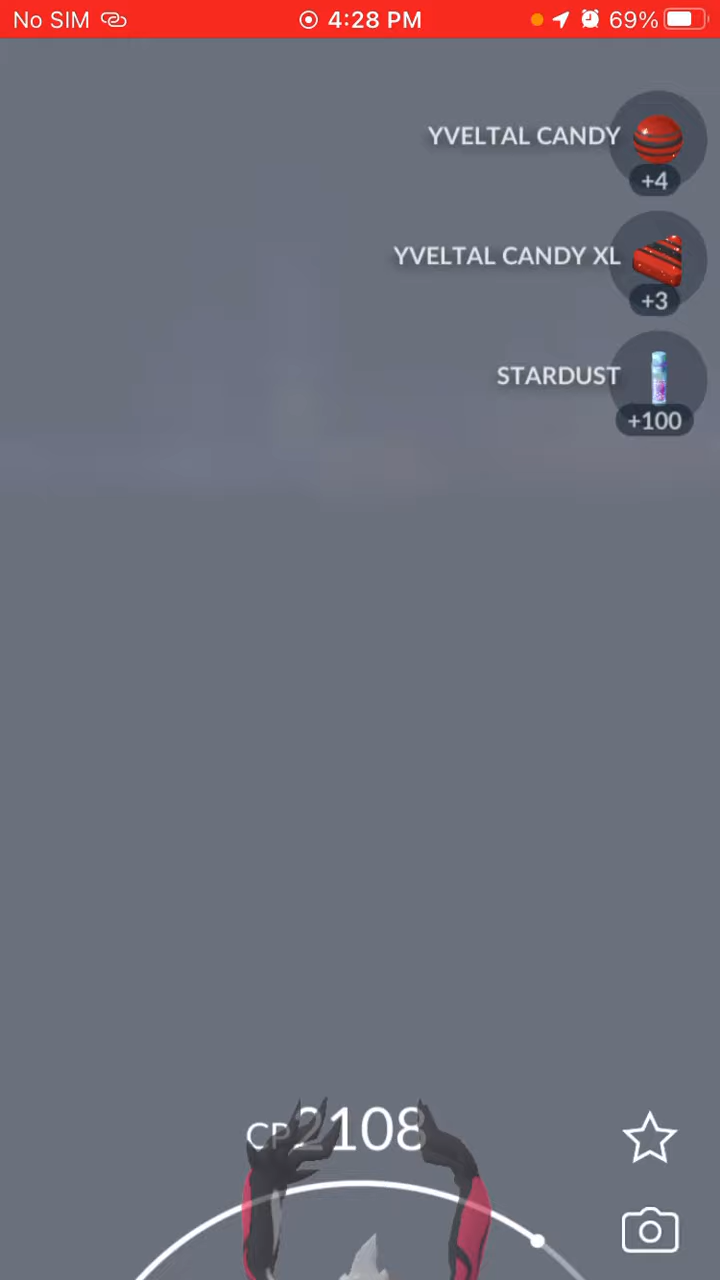 No SIM 4:28 PM 69%
YVELTAL CANDY
+4
YVELTAL CANDY XL
+3
STARDUST
+100
CP2108